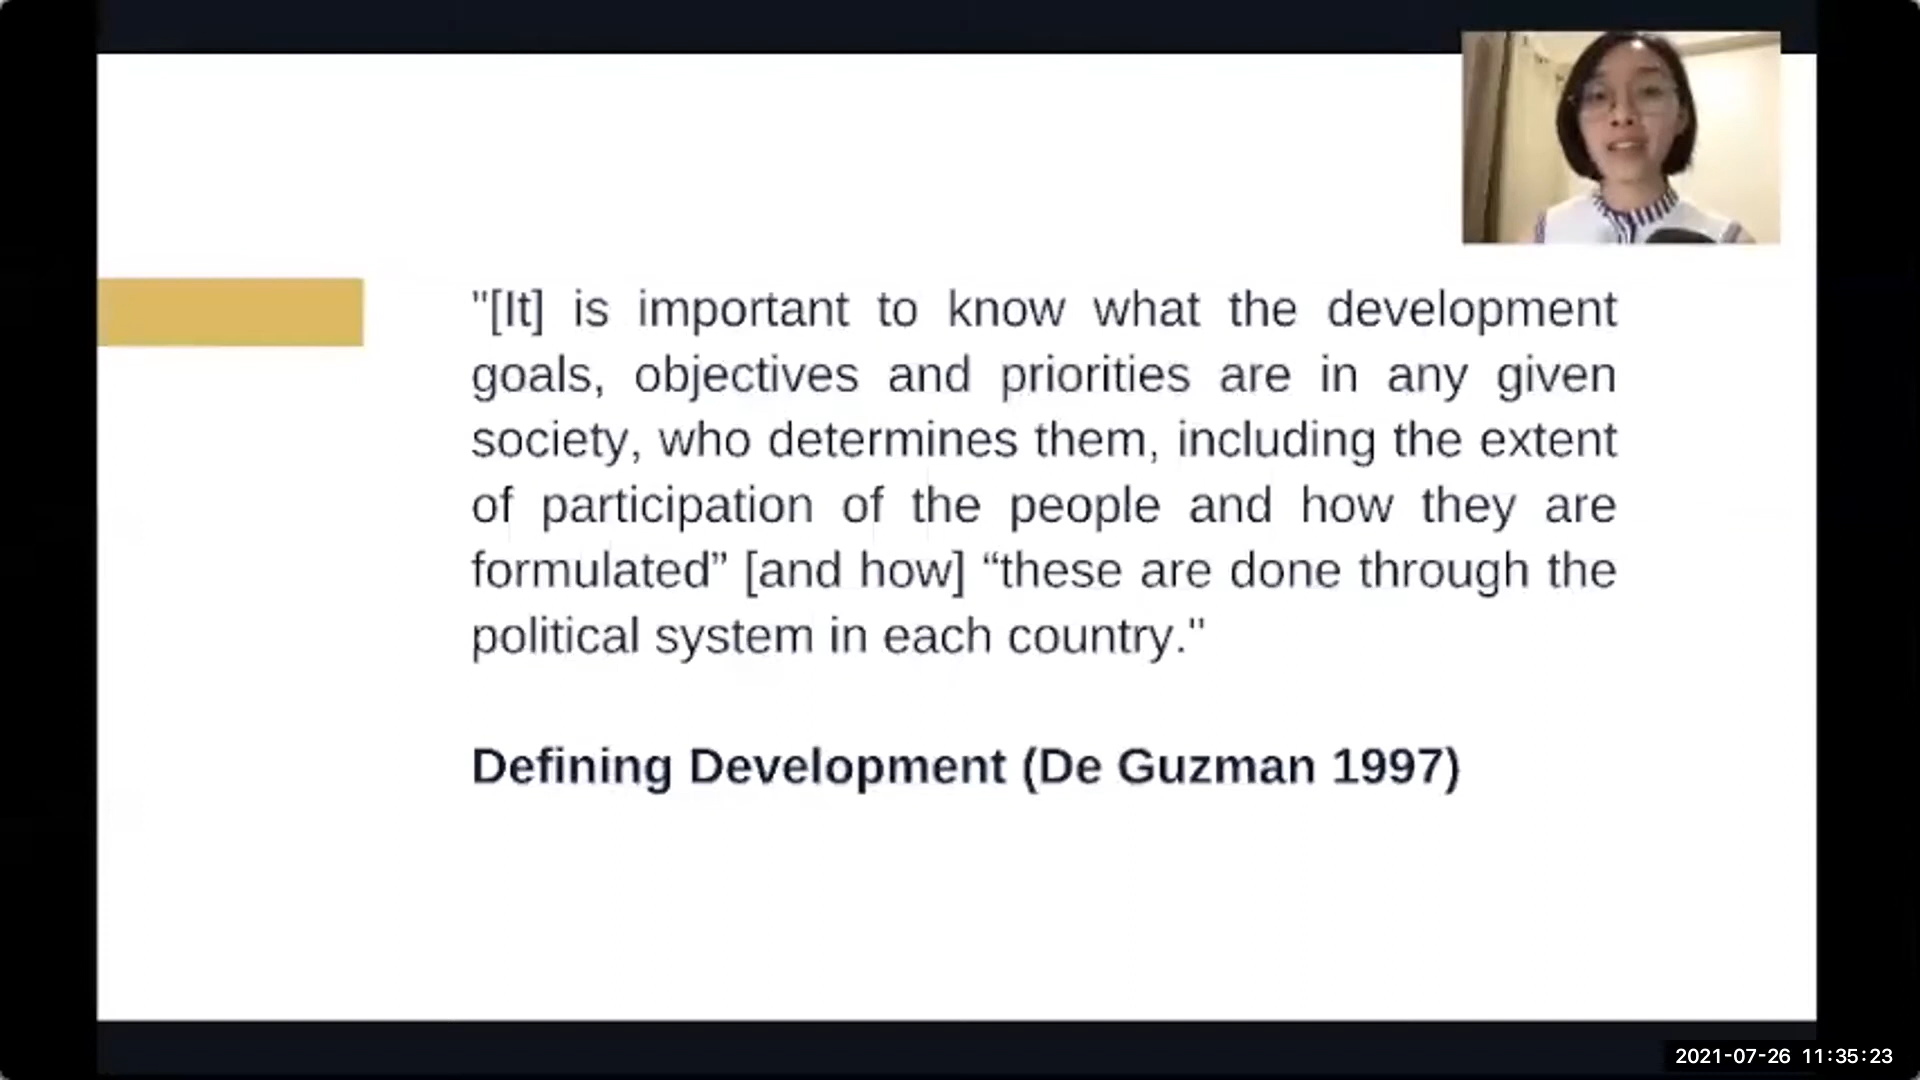 "[It] is important to know what the development
goals, objectives and priorities are in any given
society, who determines them, including the extent
of participation of the people and how they are
formulated” [and how] “these are done through the
political system in each country."
Defining Development (De Guzman 1997)
2021-07-26 11:35:23